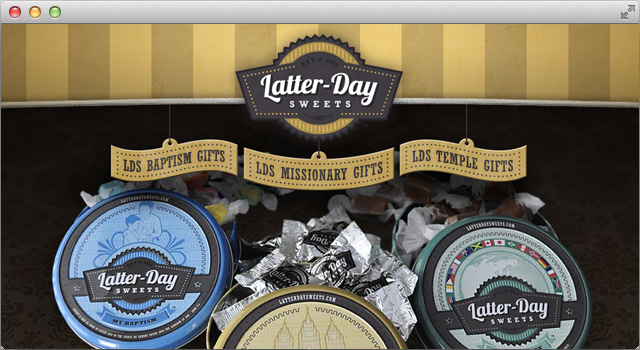 Latter-Day
SWEETS
LDS BAPTISM GIFTS
LDS MISSIONARY GIFTS
LDS TEMPLE GIFTS
LATTERDAYSWEETS.COM
Latter-Day
SWEETS
MY BAPTISM
LATTERDAYSWEETS.COM
LATTERDAYSWEETS.COM
Latter-Day
SWEETS